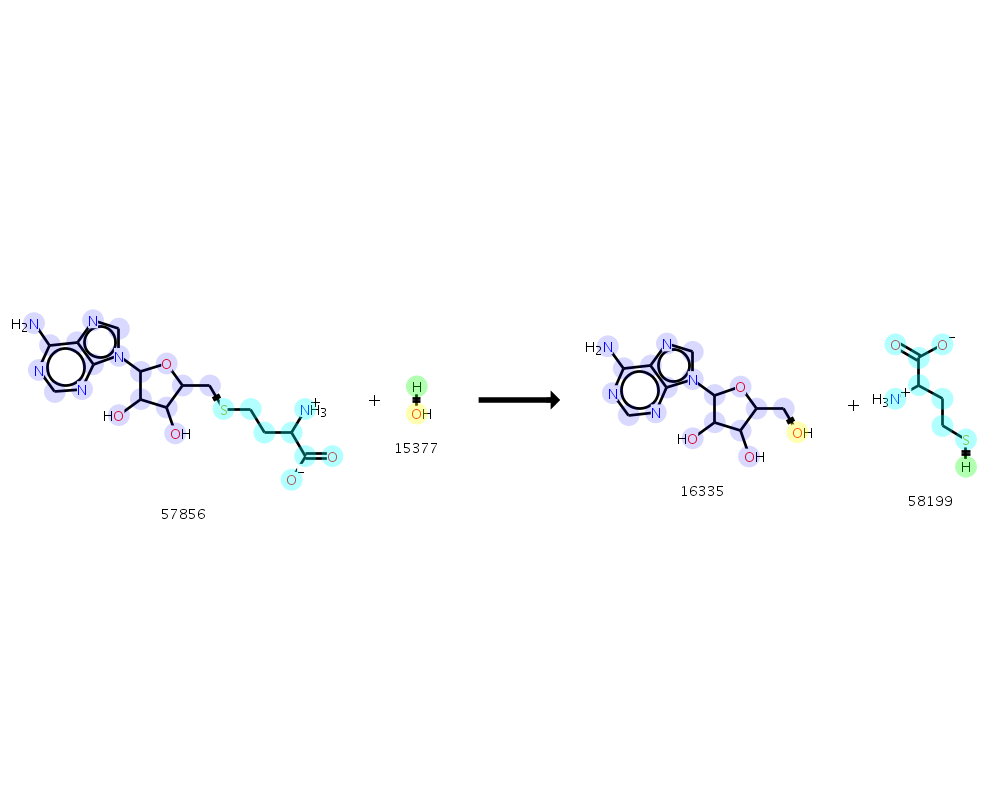 H₂N N N N N O HO OH S NH₃ + O O⁻
57856
+
H
OH
15377
H₂N N N N N O HO OH OH
16335
+
O O⁻ H₃N + S H
58199